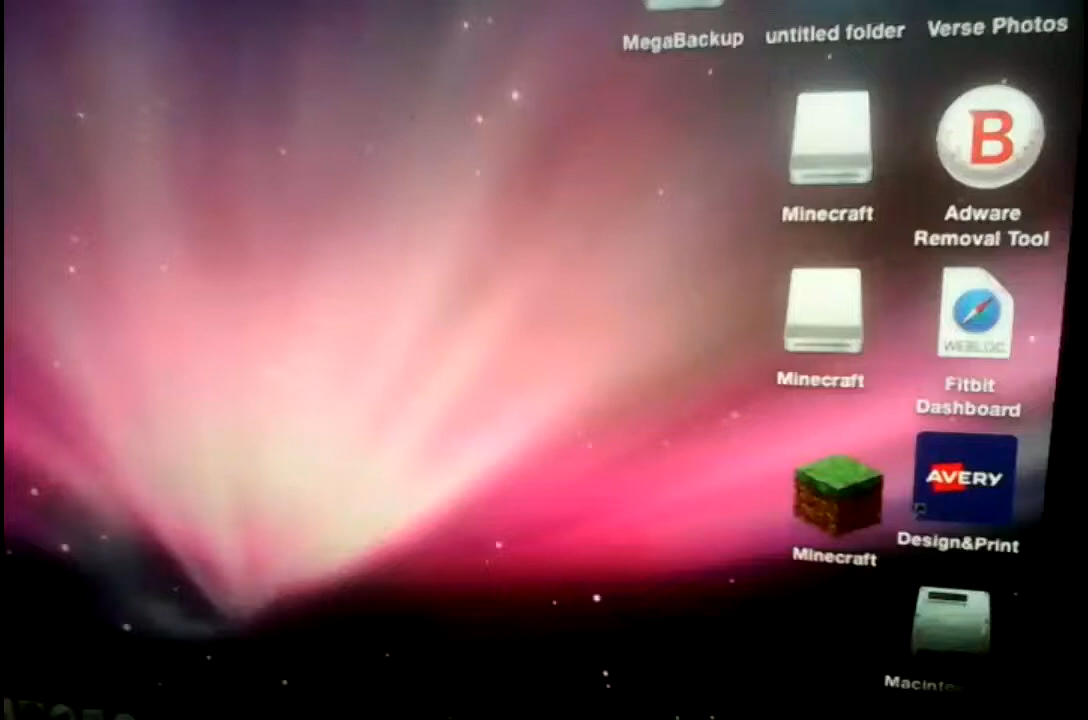 MegaBackup
untitled folder
Verse Photos
B
Minecraft
Adware
Removal Tool
Minecraft
WEBLOC
Fitbit
Dashboard
AVERY
Minecraft
Design&Print